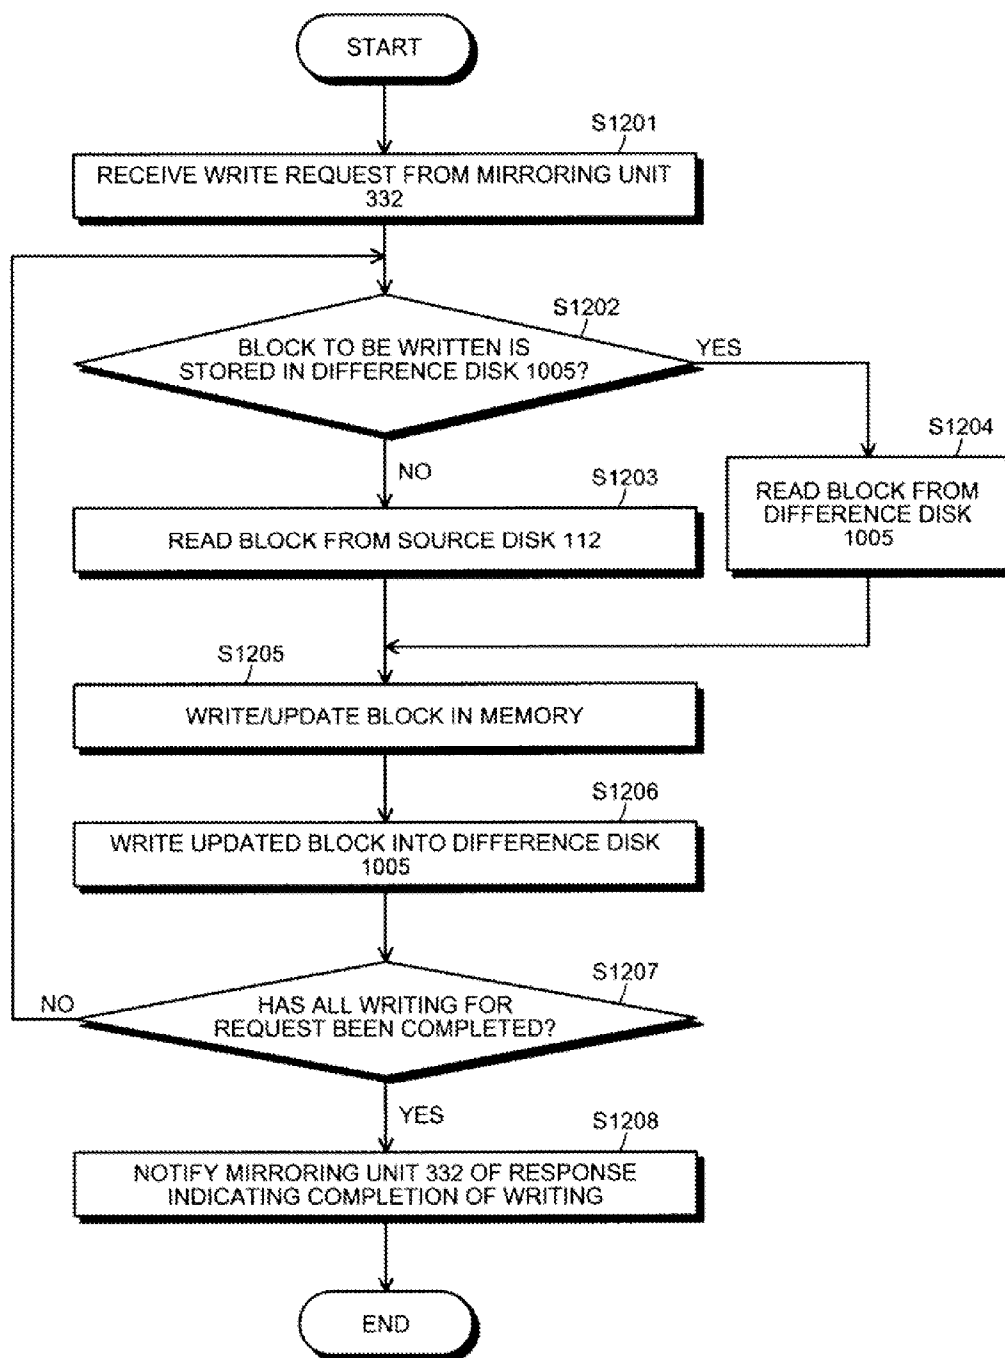 START
S1201
RECEIVE WRITE REQUEST FROM MIRRORING UNIT
332
S1202
BLOCK TO BE WRITTEN IS
STORED IN DIFFERENCE DISK 1005?
YES
NO
S1203
READ BLOCK FROM SOURCE DISK 112
S1204
READ BLOCK FROM
DIFFERENCE DISK
1005
S1205
WRITE/UPDATE BLOCK IN MEMORY
S1206
WRITE UPDATED BLOCK INTO DIFFERENCE DISK
1005
S1207
HAS ALL WRITING FOR
REQUEST BEEN COMPLETED?
NO
YES
S1208
NOTIFY MIRRORING UNIT 332 OF RESPONSE
INDICATING COMPLETION OF WRITING
END